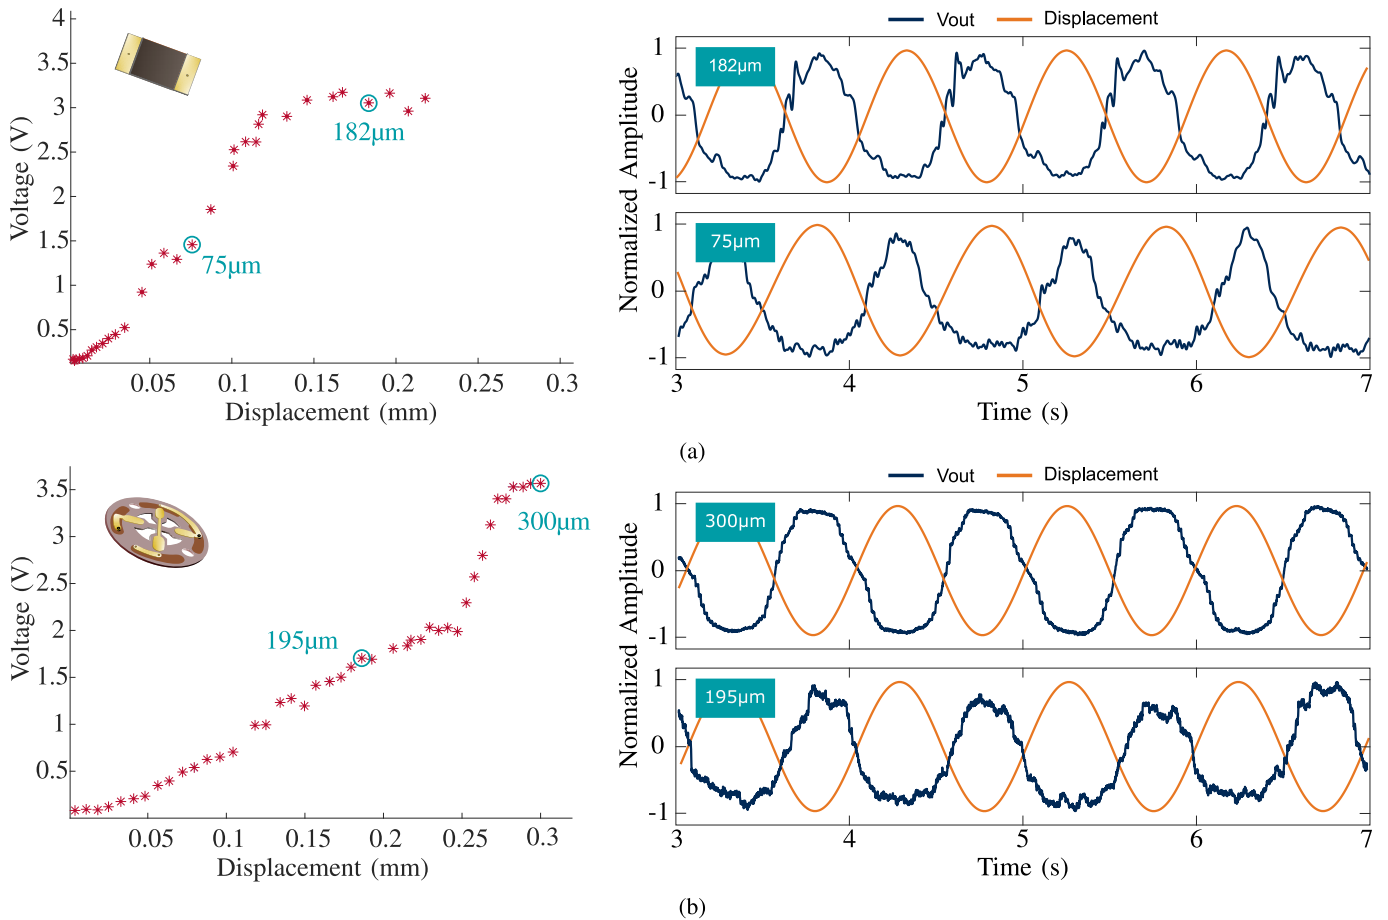 4
3.5
3
2.5
2
1.5
1
0.5
Voltage (V)
182µm
75µm
0.05 0.1 0.15 0.2 0.25 0.3
Displacement (mm)
Vout Displacement
1
0
-1
182µm
1
0
-1
75µm
Normalized Amplitude
3 4 5 6 7
Time (s)
(a)
3.5
3
2.5
2
1.5
1
0.5
Voltage (V)
300µm
195µm
0.05 0.1 0.15 0.2 0.25 0.3
Displacement (mm)
Vout Displacement
1
0
-1
300µm
1
0
-1
195µm
Normalized Amplitude
3 4 5 6 7
Time (s)
(b)